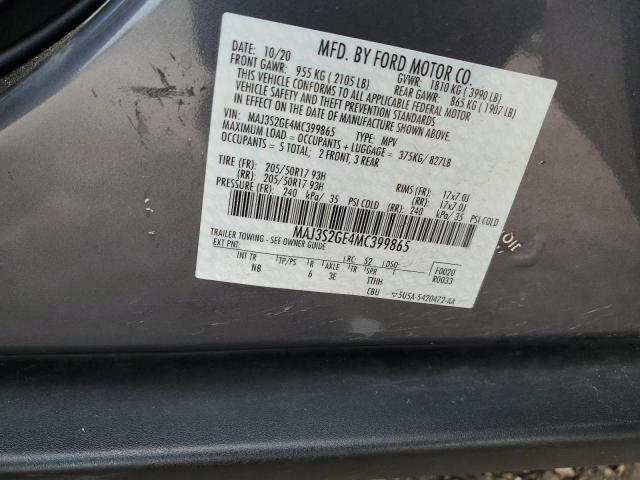 MFD. BY FORD MOTOR CO.
DATE: 10/20 GVWR: 1810 KG (3990 LB)
FRONT GAWR: 955 KG (2105 LB) REAR GAWR: 865 KG (1907 LB)
THIS VEHICLE CONFORMS TO ALL APPLICABLE FEDERAL MOTOR
VEHICLE SAFETY AND THEFT PREVENTION STANDARDS
IN EFFECT ON THE DATE OF MANUFACTURE SHOWN ABOVE.
VIN: MAJ3S2GE4MC399865 TYPE: MPV
MAXIMUM LOAD = OCCUPANTS + LUGGAGE = 375KG/827LB
OCCUPANTS = 5 TOTAL; 2 FRONT, 3 REAR
TIRE (FR): 205/50R17 93H RIMS (FR): 17x7.0J
(RR): 205/50R17 93H (RR): 17x7.0J
PRESSURE (FR): 240 kPa/ 35 PSI COLD (RR): 240 kPa/ 35 PSI COLD
MAJ3S2GE4MC399865
TRAILER TOWING - SEE OWNER GUIDE
EXT PNT: RC: 52 DSO: F0020
R0033
INT TR TP/PS R AXLE TR SPR
NB 6 3E TTHH
CBU 5U5A-5420472-AA